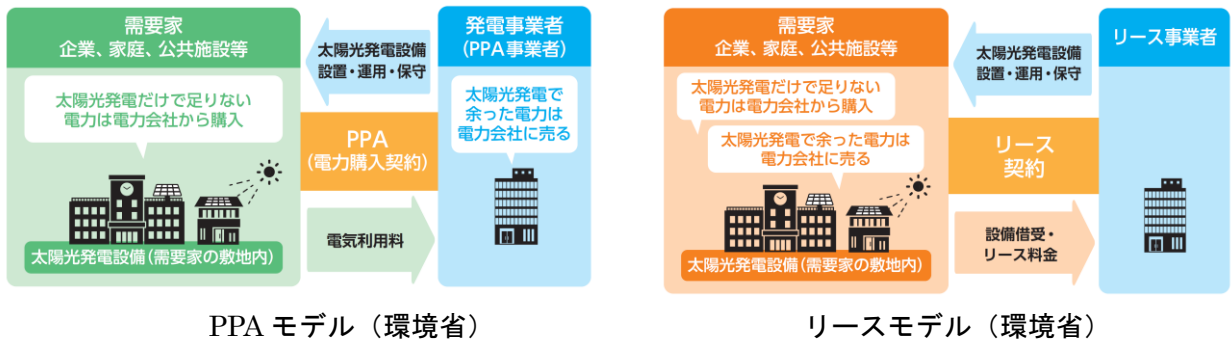 需要家
企業、家庭、公共施設等
太陽光発電だけで足りない
電力は電力会社から購入
太陽光発電設備(需要家の敷地内)
太陽光発電設備
設置・運用・保守
PPA
(電力購入契約)
電気利用料
発電事業者
(PPA事業者)
太陽光発電で
余った電力は
電力会社に売る
PPA モデル（環境省）
需要家
企業、家庭、公共施設等
太陽光発電だけで足りない
電力は電力会社から購入
太陽光発電で余った電力は
電力会社に売る
太陽光発電設備(需要家の敷地内)
太陽光発電設備
設置・運用・保守
リース
契約
設備借受・
リース料金
リース事業者
リースモデル（環境省）